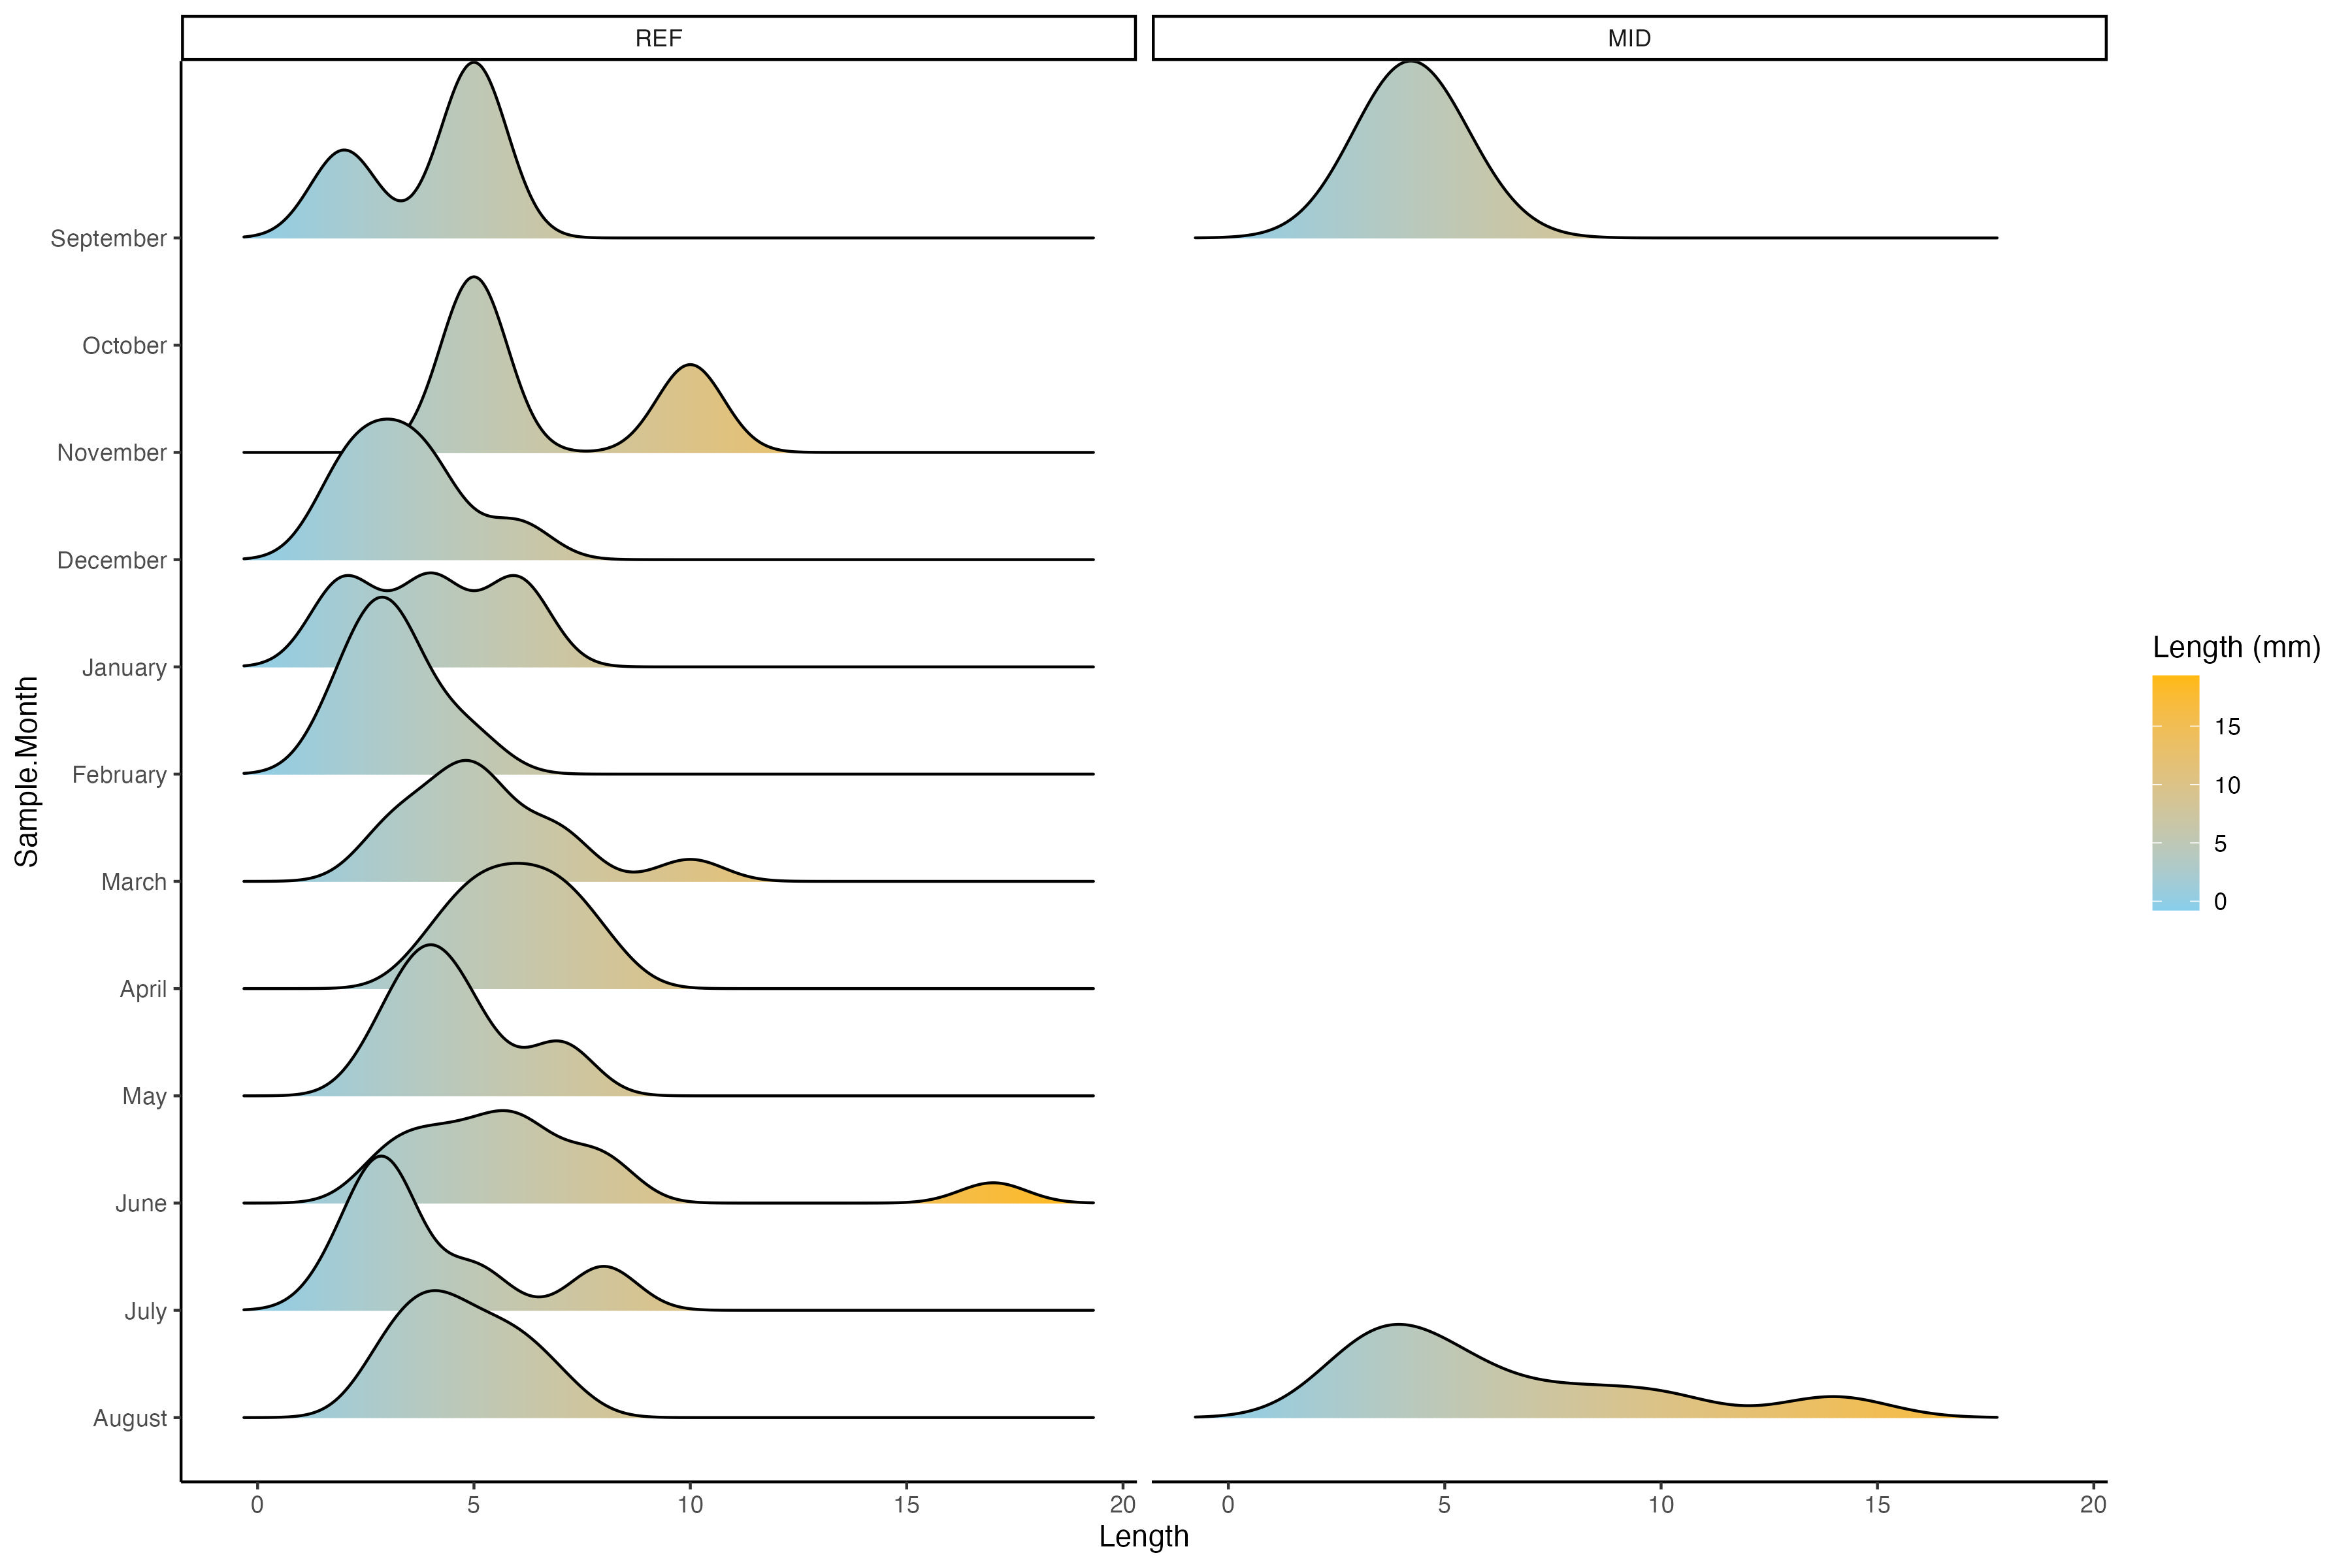 REF
MID
September
October
November
December
January
February
March
April
May
June
July
August
Sample.Month
0 5 10 15 20
0 5 10 15 20
Length
Length (mm)
15
10
5
0